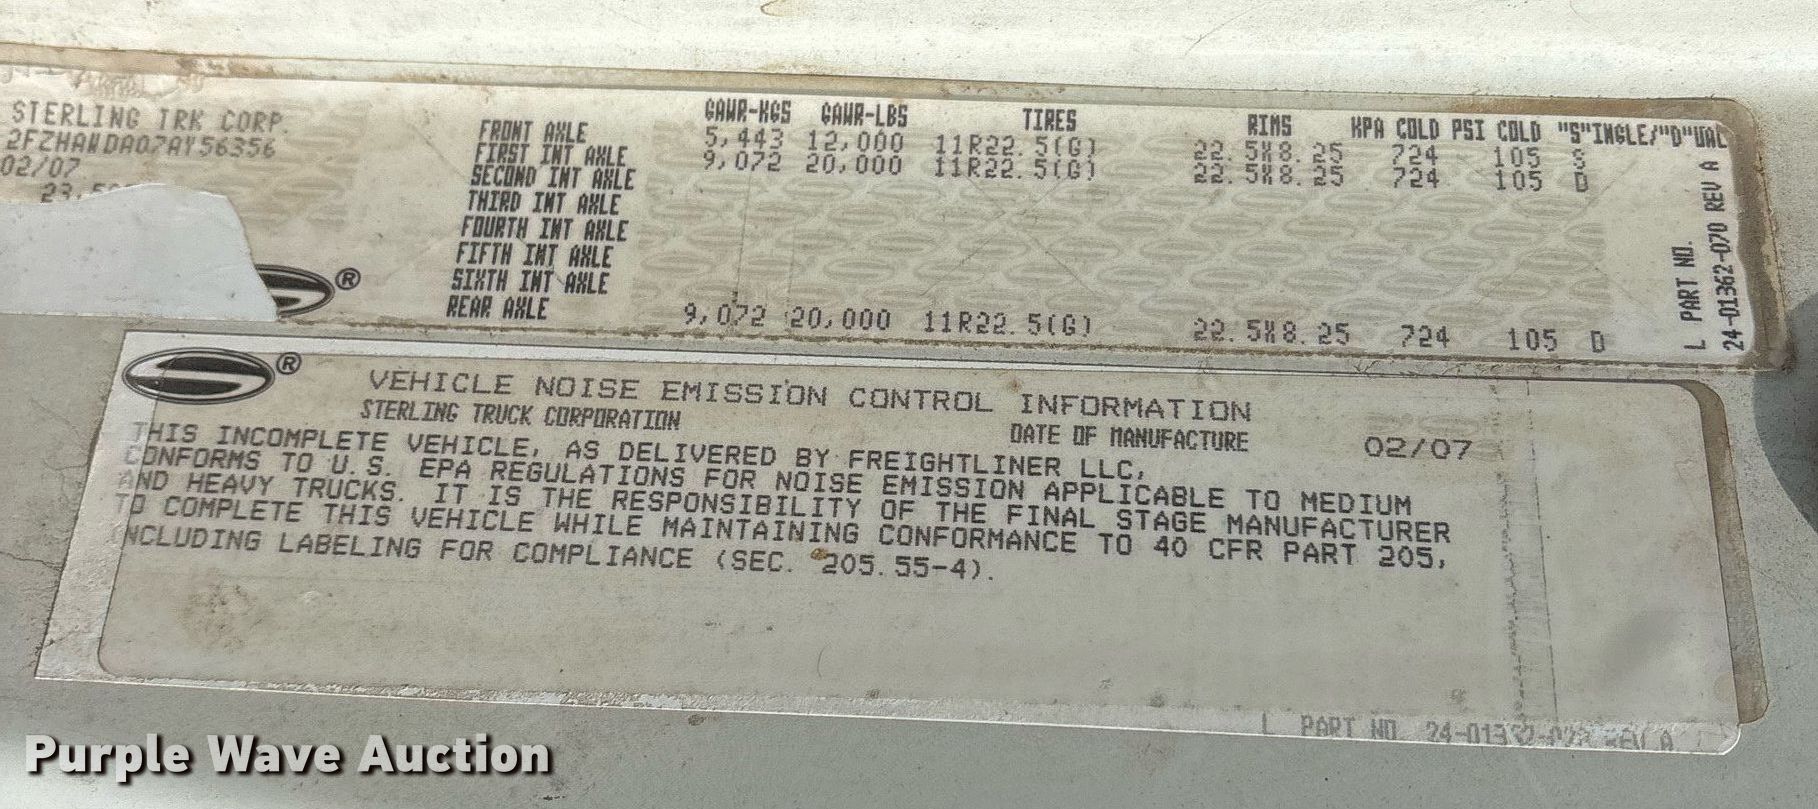 STERLING TRK CORP.
2FZHAWDA07AY56356
02/07
GAWR-KGS GAWR-LBS TIRES RIMS KPA COLD PSI COLD "S"INGLE/"D"UAL
FRONT AXLE 5,443 12,000 11R22.5(G) 22.5X8.25 724 105 S
FIRST INT AXLE 9,072 20,000 11R22.5(G) 22.5X8.25 724 105 D
SECOND INT AXLE
THIRD INT AXLE
FOURTH INT AXLE
FIFTH INT AXLE
SIXTH INT AXLE
REAR AXLE 9,072 20,000 11R22.5(G) 22.5X8.25 724 105 D
L PART NO.
24-01362-070 REV A
®
®
VEHICLE NOISE EMISSION CONTROL INFORMATION
STERLING TRUCK CORPORATION DATE OF MANUFACTURE 02/07
THIS INCOMPLETE VEHICLE, AS DELIVERED BY FREIGHTLINER LLC,
CONFORMS TO U.S. EPA REGULATIONS FOR NOISE EMISSION APPLICABLE TO MEDIUM
AND HEAVY TRUCKS. IT IS THE RESPONSIBILITY OF THE FINAL STAGE MANUFACTURER
TO COMPLETE THIS VEHICLE WHILE MAINTAINING CONFORMANCE TO 40 CFR PART 205,
INCLUDING LABELING FOR COMPLIANCE (SEC. 205.55-4).
L PART NO REV A
Purple Wave Auction